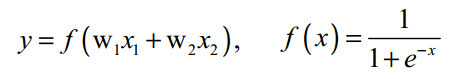 y = f(w₁x₁ + w₂x₂), f(x) = 1 / (1 + e⁻ˣ)